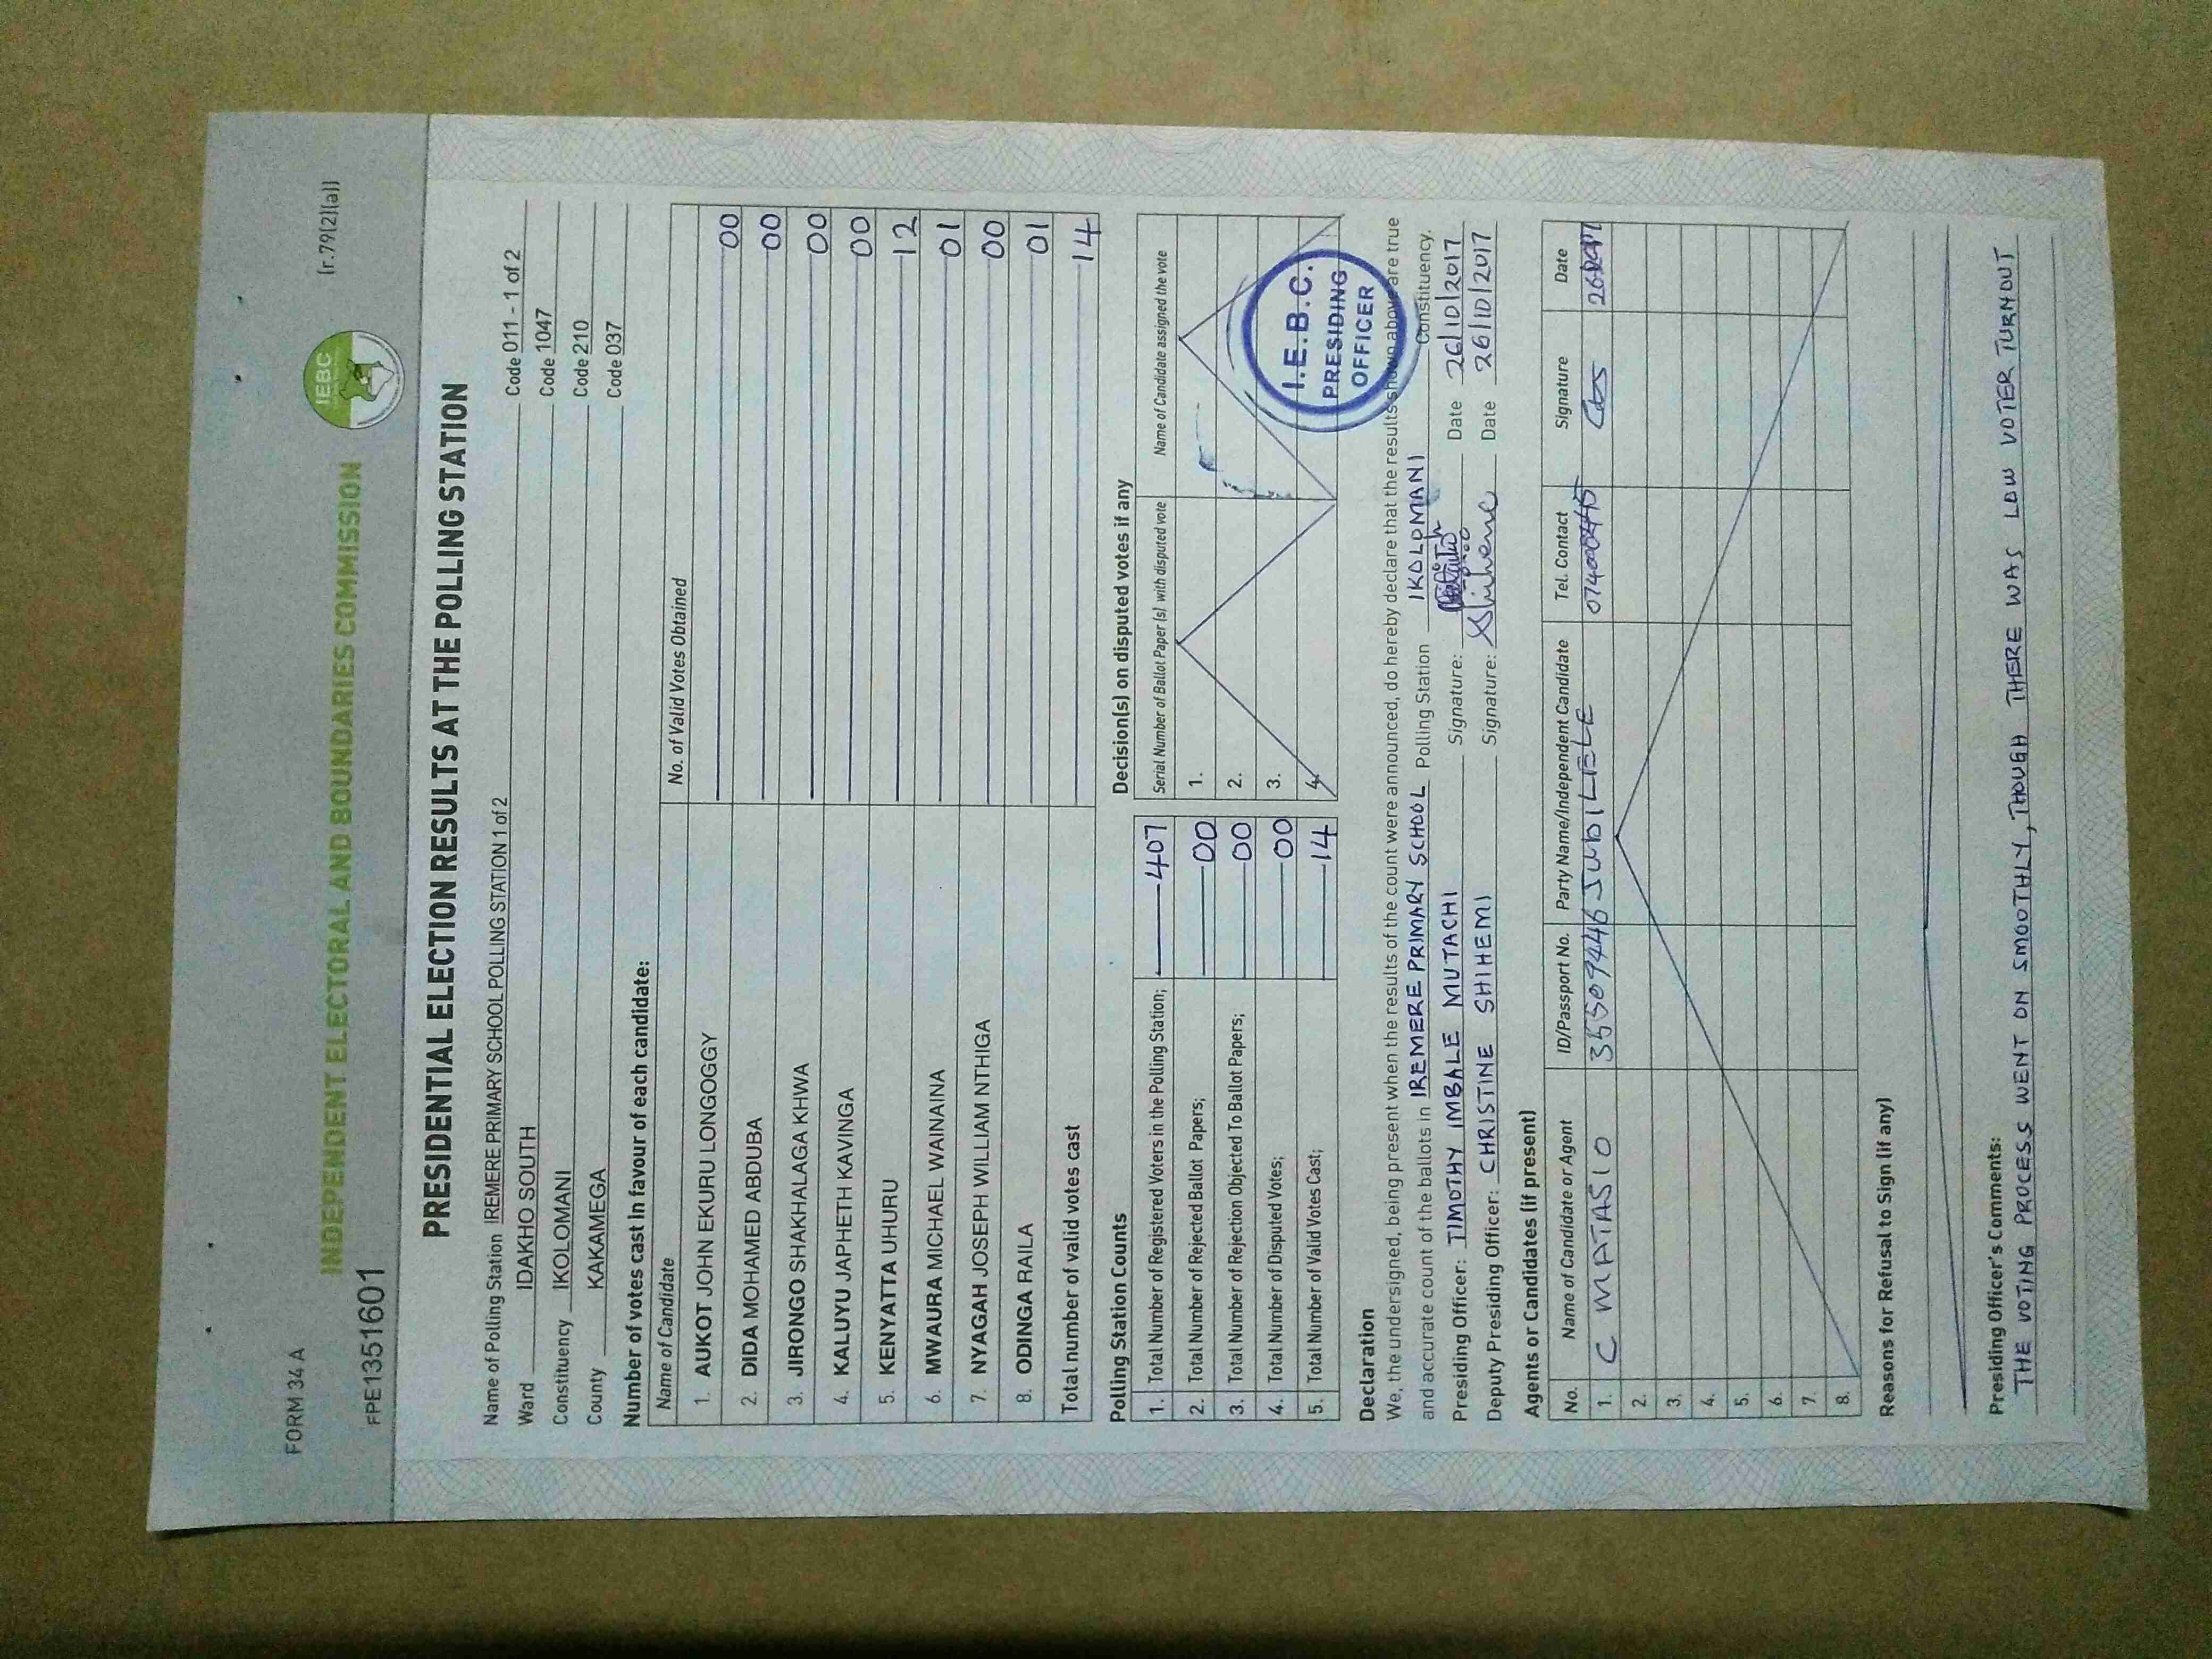 FORM 34 A
(r.79(2)(a))
IEBC
INDEPENDENT ELECTORAL AND BOUNDARIES COMMISSION
FPE1351601
PRESIDENTIAL ELECTION RESULTS AT THE POLLING STATION
Name of Polling Station IREMERE PRIMARY SCHOOL POLLING STATION 1 of 2 Code 011 - 1 of 2
Ward IDAKHO SOUTH Code 1047
Constituency IKOLOMANI Code 210
County KAKAMEGA Code 037
Number of votes cast in favour of each candidate:
Name of Candidate No. of Valid Votes Obtained
1. AUKOT JOHN EKURU LONGOGGY 00
2. DIDA MOHAMED ABDUBA 00
3. JIRONGO SHAKHALAGA KHWA 00
4. KALUYU JAPHETH KAVINGA 00
5. KENYATTA UHURU 12
6. MWAURA MICHAEL WAINAINA 01
7. NYAGAH JOSEPH WILLIAM NTHIGA 00
8. ODINGA RAILA 01
Total number of valid votes cast 14
Polling Station Counts
1. Total Number of Registered Voters in the Polling Station; 407
2. Total Number of Rejected Ballot Papers; 00
3. Total Number of Rejection Objected To Ballot Papers; 00
4. Total Number of Disputed Votes; 00
5. Total Number of Valid Votes Cast; 14
Decision(s) on disputed votes if any
Serial Number of Ballot Paper (s) with disputed vote Name of Candidate assigned the vote
1.
2.
3.
4.
I.E.B.C.
PRESIDING
OFFICER
Declaration
We, the undersigned, being present when the results of the count were announced, do hereby declare that the results shown above are true
and accurate count of the ballots in IREMERE PRIMARY SCHOOL Polling Station IKOLOMANI Constituency.
Presiding Officer: TIMOTHY IMBALE MUTACHI Signature: Date 26/10/2017
Deputy Presiding Officer: CHRISTINE SHIHEMI Signature: Date 26/10/2017
Agents or Candidates (if present)
No. Name of Candidate or Agent ID/Passport No. Party Name/Independent Candidate Tel. Contact Signature Date
1. C MATASIO JUBILEE
2.
3.
4.
5.
6.
7.
8.
Reasons for Refusal to Sign (if any)
Presiding Officer's Comments:
THE VOTING PROCESS WENT ON SMOOTHLY, THOUGH THERE WAS LOW VOTER TURNOUT